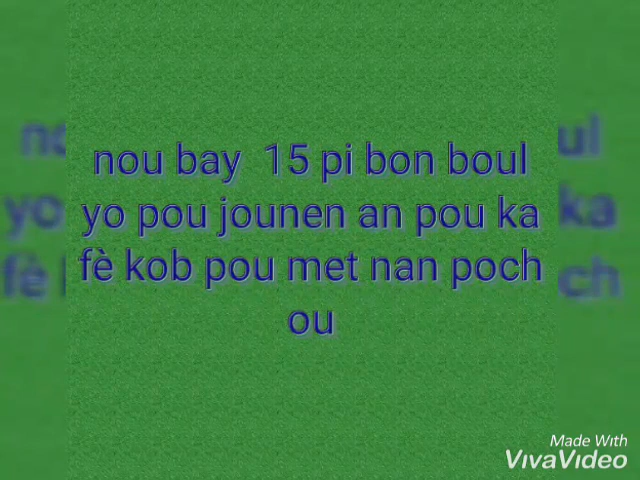 nou bay 15 pi bon boul
yo pou jounen an pou ka
fè kob pou met nan poch
ou
Made With
VivaVideo